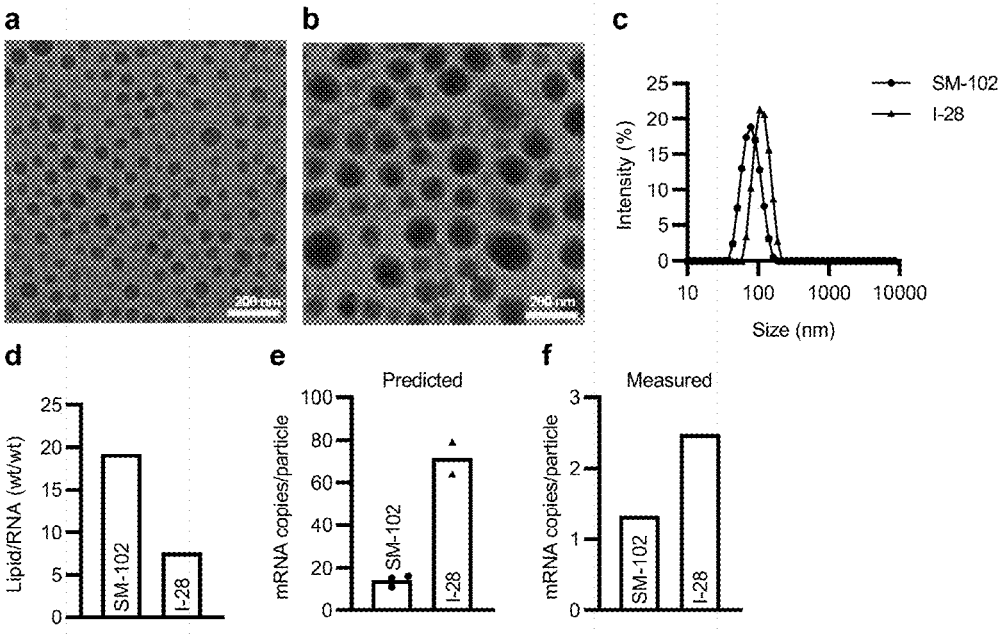 a
b
c
200 nm
200 nm
Intensity (%)
25
20
15
10
5
0
10
100
1000
10000
Size (nm)
SM-102
I-28
d
e
f
Lipid/RNA (wt/wt)
25
20
15
10
5
0
SM-102
I-28
Predicted
mRNA copies/particle
100
80
60
40
20
0
SM-102
I-28
Measured
mRNA copies/particle
3
2
1
0
SM-102
I-28